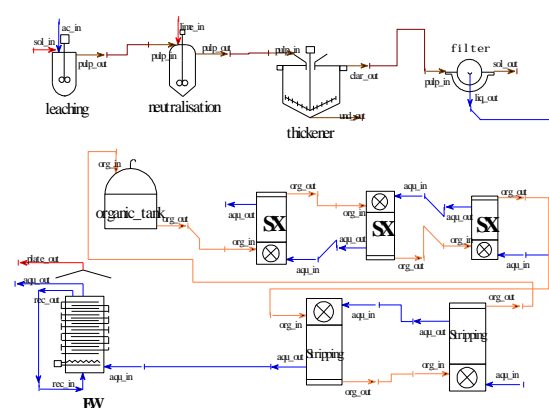 ac_in
lime_in
sol_in
pulp_out
leaching
pulp_in
pulp_out
neutralisation
pulp_in
clar_out
und_out
thickener
filter
pulp_in
sol_out
liq_out
org_in
organic_tank
org_out
aqu_out
org_out
SX
org_in
aqu_in
aqu_in
org_in
SX
aqu_out
org_out
aqu_out
org_out
SX
org_in
aqu_in
plate_out
aqu_out
rec_out
rec_in
aqu_in
EW
org_in
aqu_in
Stripping
aqu_out
org_out
org_out
aqu_out
Stripping
org_in
aqu_in